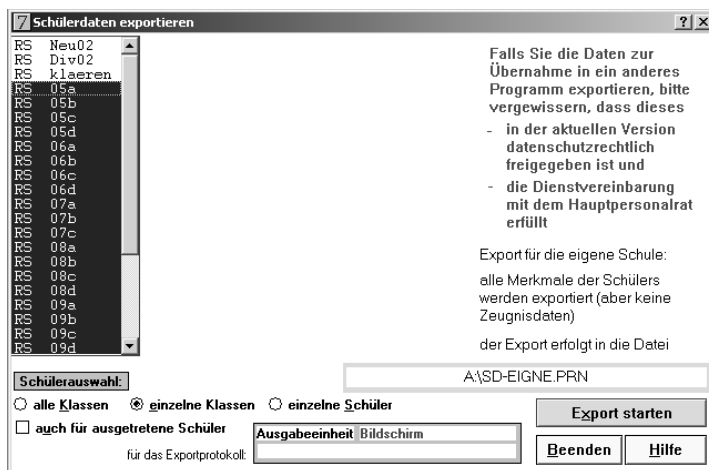 Schülerdaten exportieren
RS Neu02
RS Div02
RS klaeren
RS 05a
RS 05b
RS 05c
RS 05d
RS 06a
RS 06b
RS 06c
RS 06d
RS 07a
RS 07b
RS 07c
RS 08a
RS 08b
RS 08c
RS 08d
RS 09a
RS 09b
RS 09c
RS 09d
Falls Sie die Daten zur
Übernahme in ein anderes
Programm exportieren, bitte
vergewissern, dass dieses
- in der aktuellen Version
datenschutzrechtlich
freigegeben ist und
- die Dienstvereinbarung
mit dem Hauptpersonalrat
erfüllt
Export für die eigene Schule:
alle Merkmale der Schülers
werden exportiert (aber keine
Zeugnisdaten)
der Export erfolgt in die Datei
A:\SD-EIGNE.PRN
Schülerauswahl:
alle Klassen einzelne Klassen einzelne Schüler
auch für ausgetretene Schüler
Ausgabeeinheit Bildschirm
für das Exportprotokoll:
Export starten
Beenden Hilfe